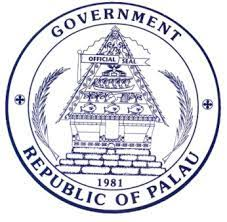 GOVERNMENT
OFFICIAL SEAL
1981
REPUBLIC OF PALAU